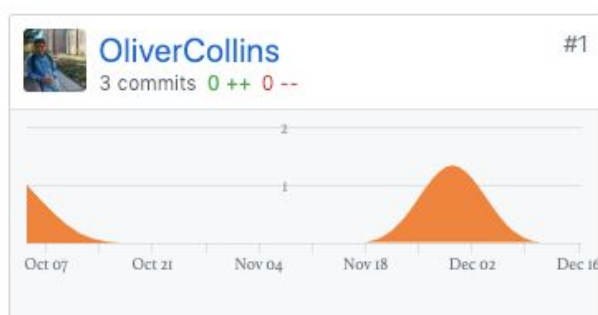 OliverCollins
#1
3 commits 0 ++ 0 --
2
1
Oct 07 Oct 21 Nov 04 Nov 18 Dec 02 Dec 16